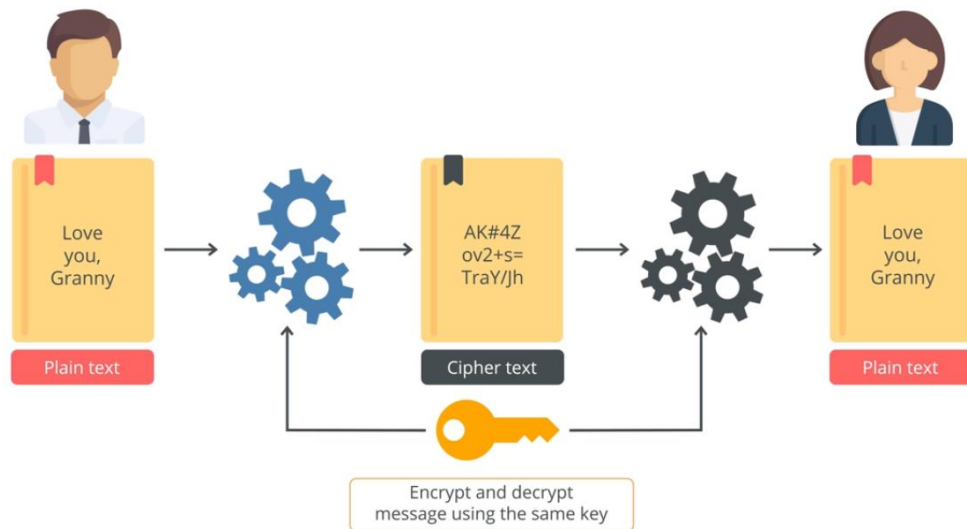 Love
you,
Granny
AK#4Z
ov2+s=
TraY/Jh
Love
you,
Granny
Plain text
Cipher text
Plain text
Encrypt and decrypt
message using the same key